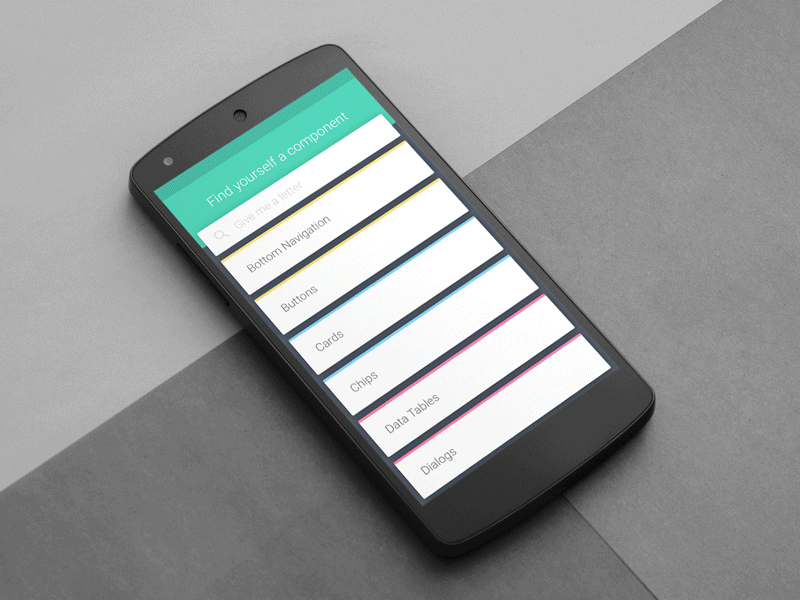 Find yourself a component
Give me a letter
Bottom Navigation
Buttons
Cards
Chips
Data Tables
Dialogs